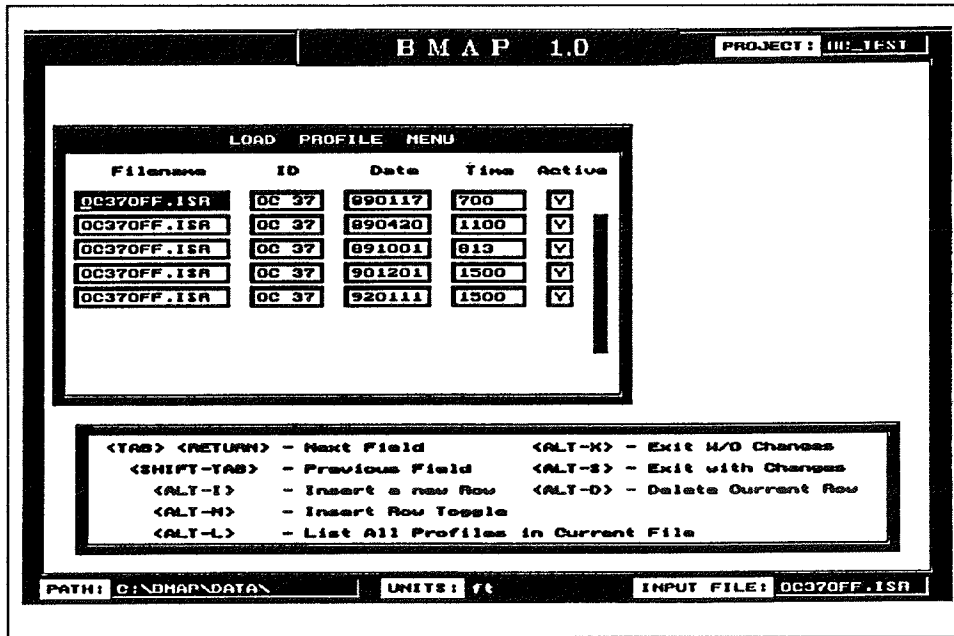 B M A P 1.0 PROJECT: OC_TEST
LOAD PROFILE MENU
Filename ID Date Time Active
OC37OFF.ISR OC 37 890117 700 Y
OC37OFF.ISR OC 37 890420 1100 Y
OC37OFF.ISR OC 37 891001 813 Y
OC37OFF.ISR OC 37 901201 1500 Y
OC37OFF.ISR OC 37 920111 1500 Y
<TAB> <RETURN> - Next Field <ALT-X> - Exit W/O Changes
<SHIFT-TAB> - Previous Field <ALT-S> - Exit with Changes
<ALT-I> - Insert a new Row <ALT-D> - Delete Current Row
<ALT-N> - Insert Row Toggle
<ALT-L> - List All Profiles in Current File
PATH: C:\BMAP\DATA\ UNITS: ft INPUT FILE: OC37OFF.ISR